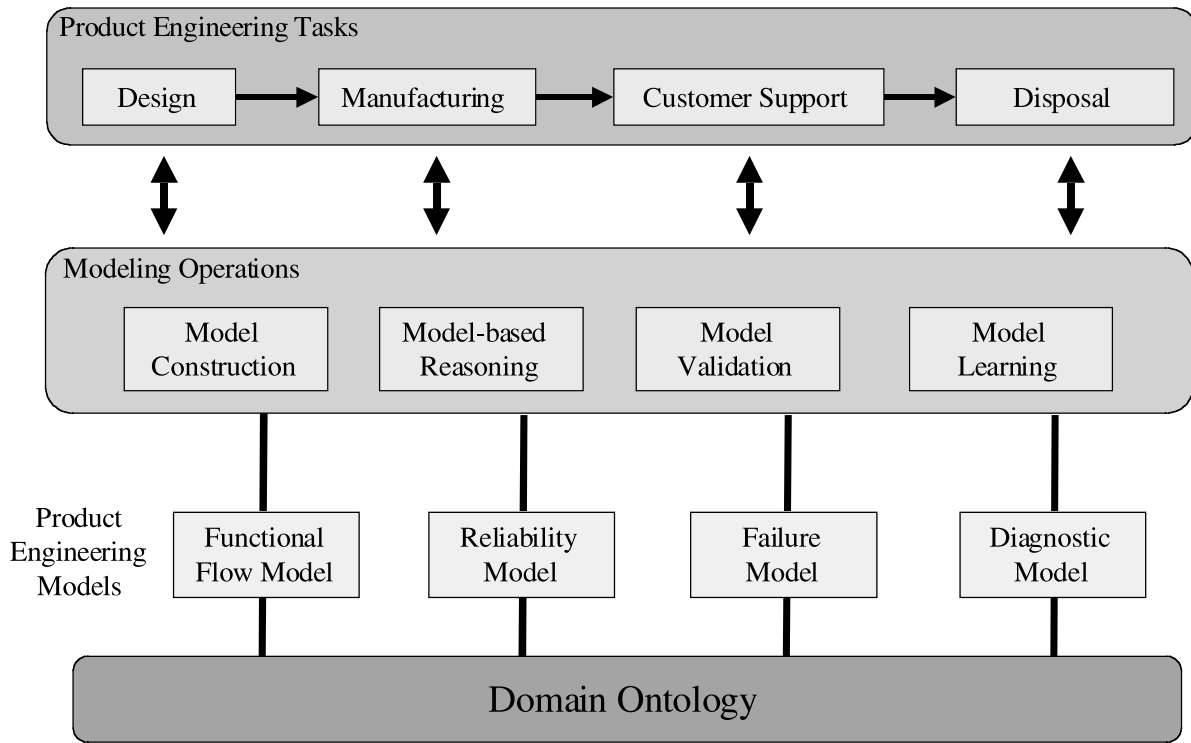 Product Engineering Tasks
Design
Manufacturing
Customer Support
Disposal
Modeling Operations
Model
Construction
Model-based
Reasoning
Model
Validation
Model
Learning
Product
Engineering
Models
Functional
Flow Model
Reliability
Model
Failure
Model
Diagnostic
Model
Domain Ontology